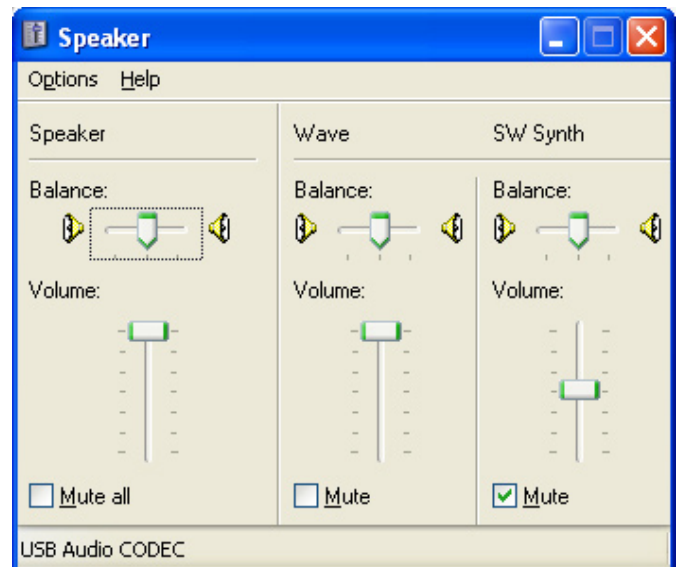 Speaker
Options Help
Speaker Wave SW Synth
Balance: Balance: Balance:
Volume: Volume: Volume:
Mute all Mute Mute
USB Audio CODEC